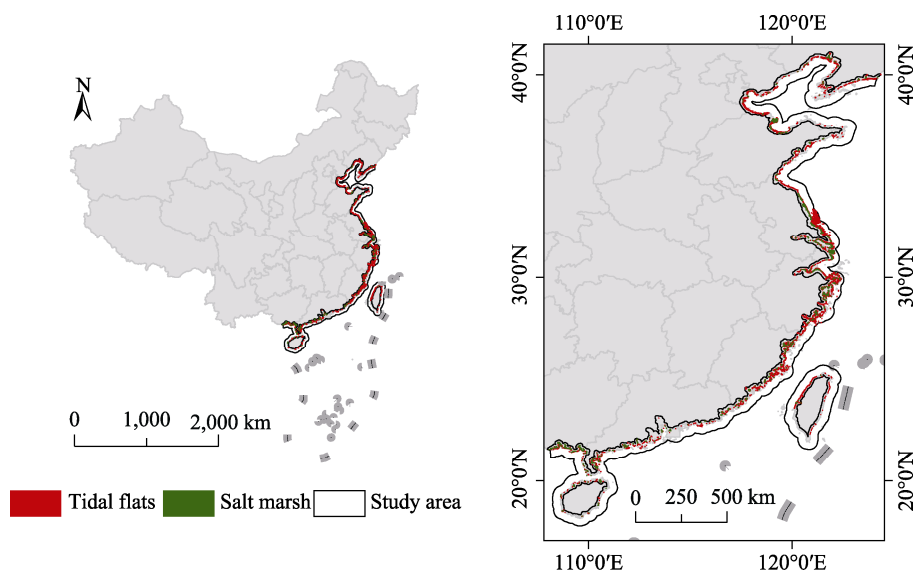 N
0 1,000 2,000 km
Tidal flats Salt marsh Study area
110°0′E 120°0′E
40°0′N 40°0′N
30°0′N 30°0′N
20°0′N 20°0′N
0 250 500 km
110°0′E 120°0′E